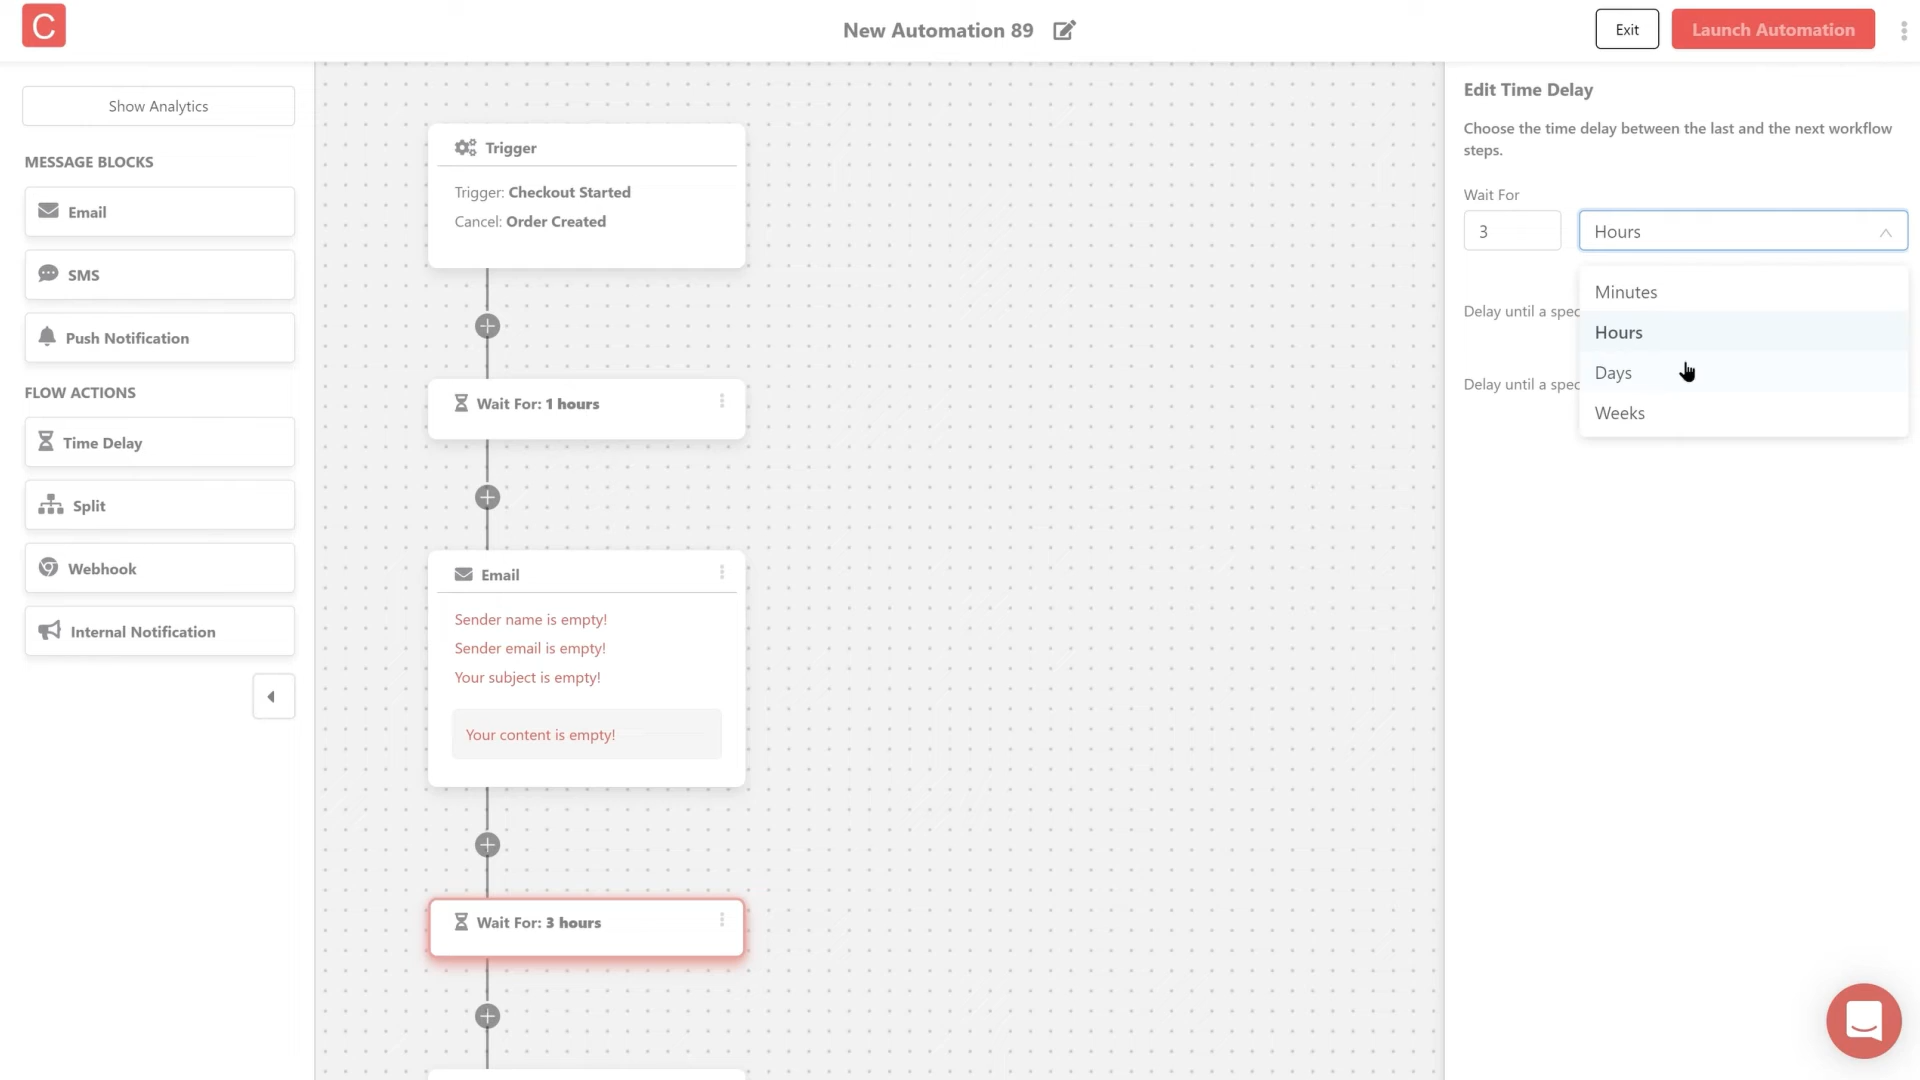 C
New Automation 89
Exit
Launch Automation
Show Analytics
MESSAGE BLOCKS
Email
SMS
Push Notification
FLOW ACTIONS
Time Delay
Split
Webhook
Internal Notification
Trigger
Trigger: Checkout Started
Cancel: Order Created
Wait For: 1 hours
Email
Sender name is empty!
Sender email is empty!
Your subject is empty!
Your content is empty!
Wait For: 3 hours
Edit Time Delay
Choose the time delay between the last and the next workflow
steps.
Wait For
3
Hours
Minutes
Delay until a spec
Hours
Days
Delay until a spec
Weeks